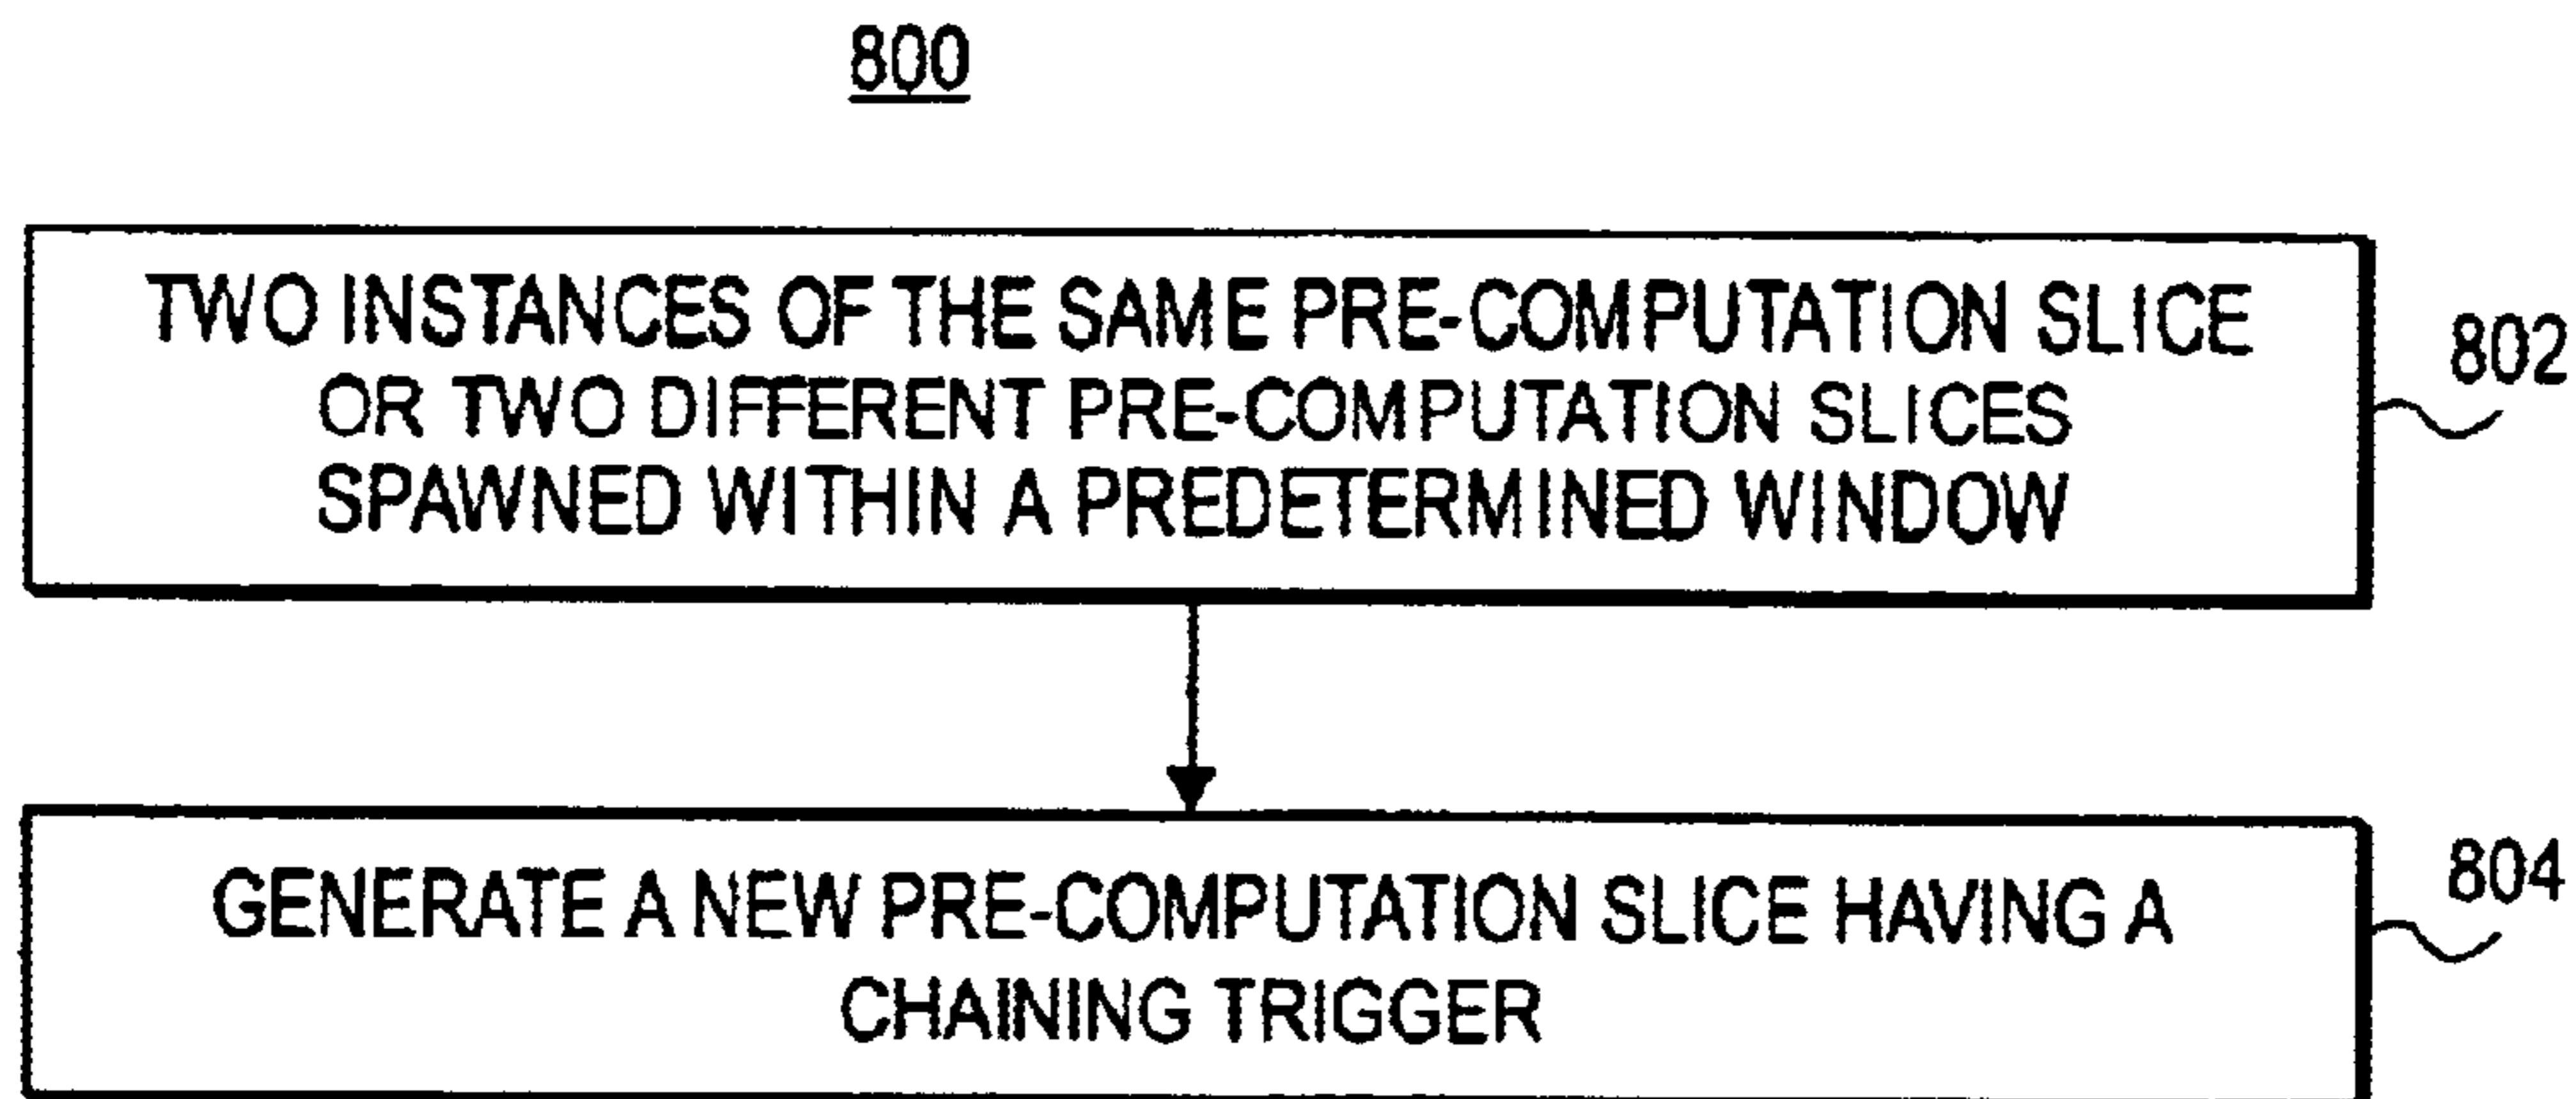 800
TWO INSTANCES OF THE SAME PRE-COMPUTATION SLICE
OR TWO DIFFERENT PRE-COMPUTATION SLICES
SPAWNED WITHIN A PREDETERMINED WINDOW
802
GENERATE A NEW PRE-COMPUTATION SLICE HAVING A
CHAINING TRIGGER
804